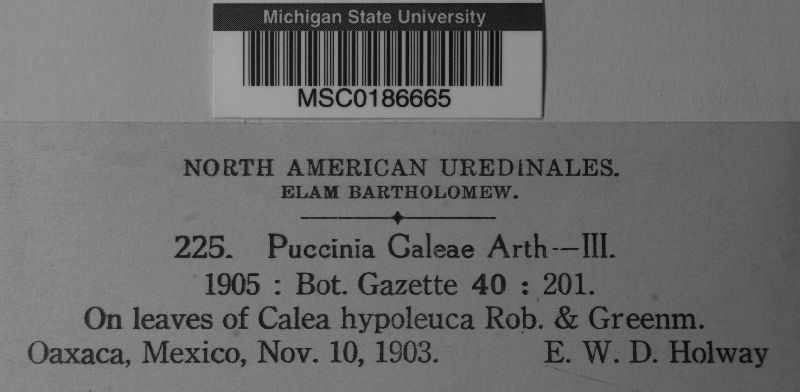 Michigan State University
MSC0186665
NORTH AMERICAN UREDINALES.
ELAM BARTHOLOMEW.
225. Puccinia Caleae Arth--III.
1905 : Bot. Gazette 40 : 201.
On leaves of Calea hypoleuca Rob. & Greenm.
Oaxaca, Mexico, Nov. 10, 1903. E. W. D. Holway